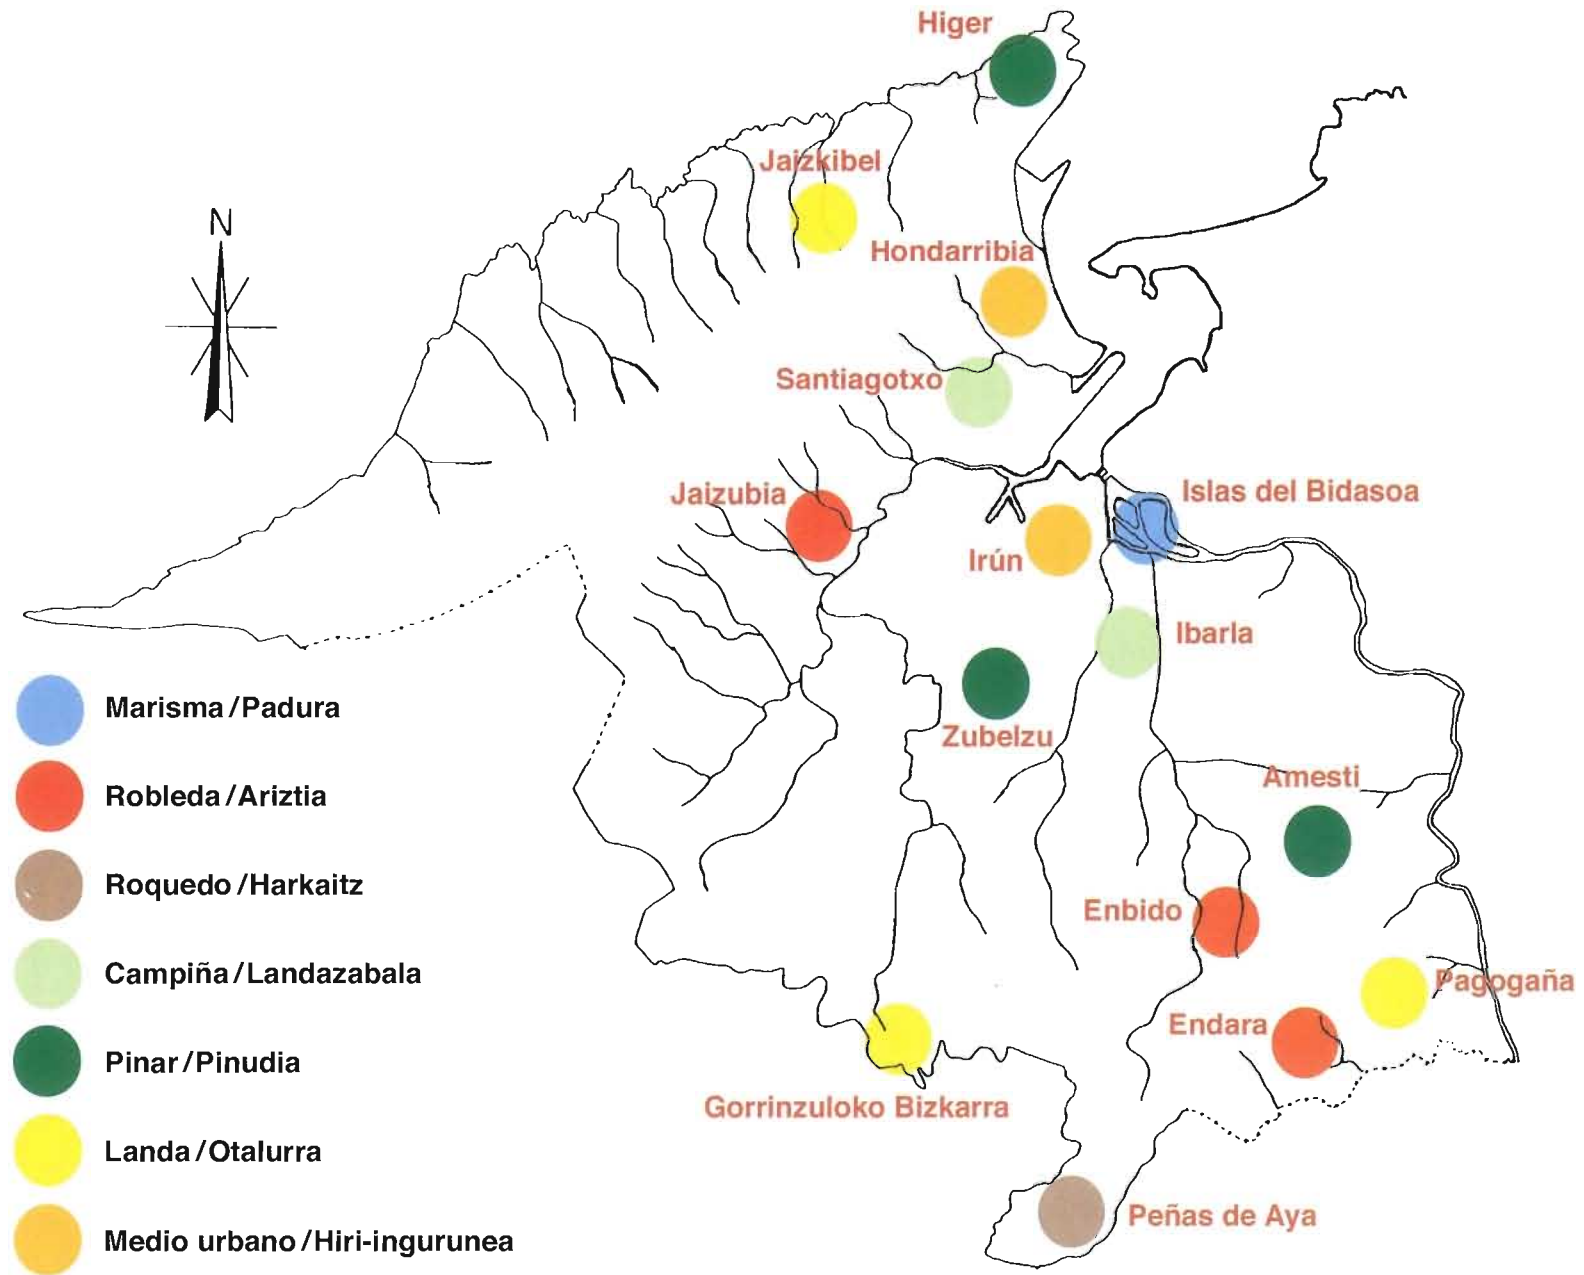 Higer
Jaizkibel
N
Hondarribia
Santiagotxo
Jaizubia
Islas del Bidasoa
Irún
Ibarla
Marisma/Padura
Zubelzu
Amesti
Robleda/Ariztia
Roquedo/Harkaitz
Enbido
Campiña/Landazabala
Pagogaña
Endara
Pinar/Pinudia
Gorrinzuloko Bizkarra
Landa/Otalurra
Peñas de Aya
Medio urbano/Hiri-ingurunea